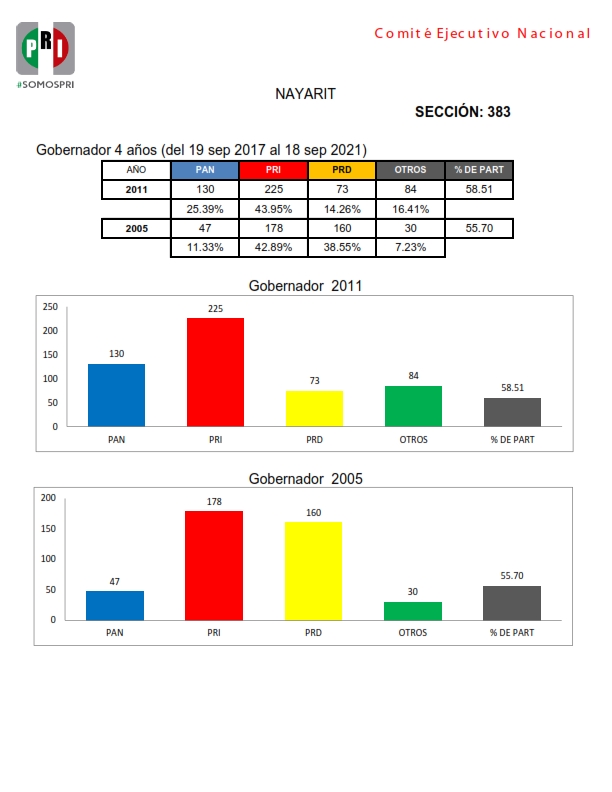 Comité Ejecutivo Nacional
PRI
#SOMOSPRI
NAYARIT
SECCIÓN: 383
Gobernador 4 años (del 19 sep 2017 al 18 sep 2021)
AÑO PAN PRI PRD OTROS % DE PART
2011 130 225 73 84 58.51
25.39% 43.95% 14.26% 16.41%
2005 47 178 160 30 55.70
11.33% 42.89% 38.55% 7.23%
Gobernador 2011
250
200
150
100
50
0
130
225
73
84
58.51
PAN PRI PRD OTROS % DE PART
Gobernador 2005
200
150
100
50
0
47
178
160
30
55.70
PAN PRI PRD OTROS % DE PART